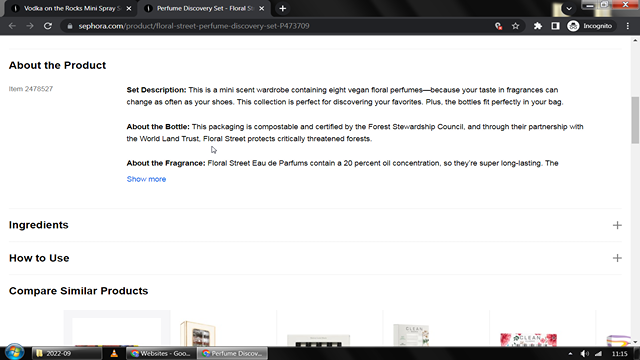 Vodka on the Rocks Mini Spray S
Perfume Discovery Set - Floral St
sephora.com/product/floral-street-perfume-discovery-set-P473709
Incognito
About the Product
Item 2478527
Set Description: This is a mini scent wardrobe containing eight vegan floral perfumes—because your taste in fragrances can
change as often as your shoes. This collection is perfect for discovering your favorites. Plus, the bottles fit perfectly in your bag.
About the Bottle: This packaging is compostable and certified by the Forest Stewardship Council, and through their partnership with
the World Land Trust, Floral Street protects critically threatened forests.
About the Fragrance: Floral Street Eau de Parfums contain a 20 percent oil concentration, so they're super long-lasting. The
Show more
Ingredients
How to Use
Compare Similar Products
CLEAN
CLEAN
2022-09
Websites - Goo...
Perfume Discov...
11:15